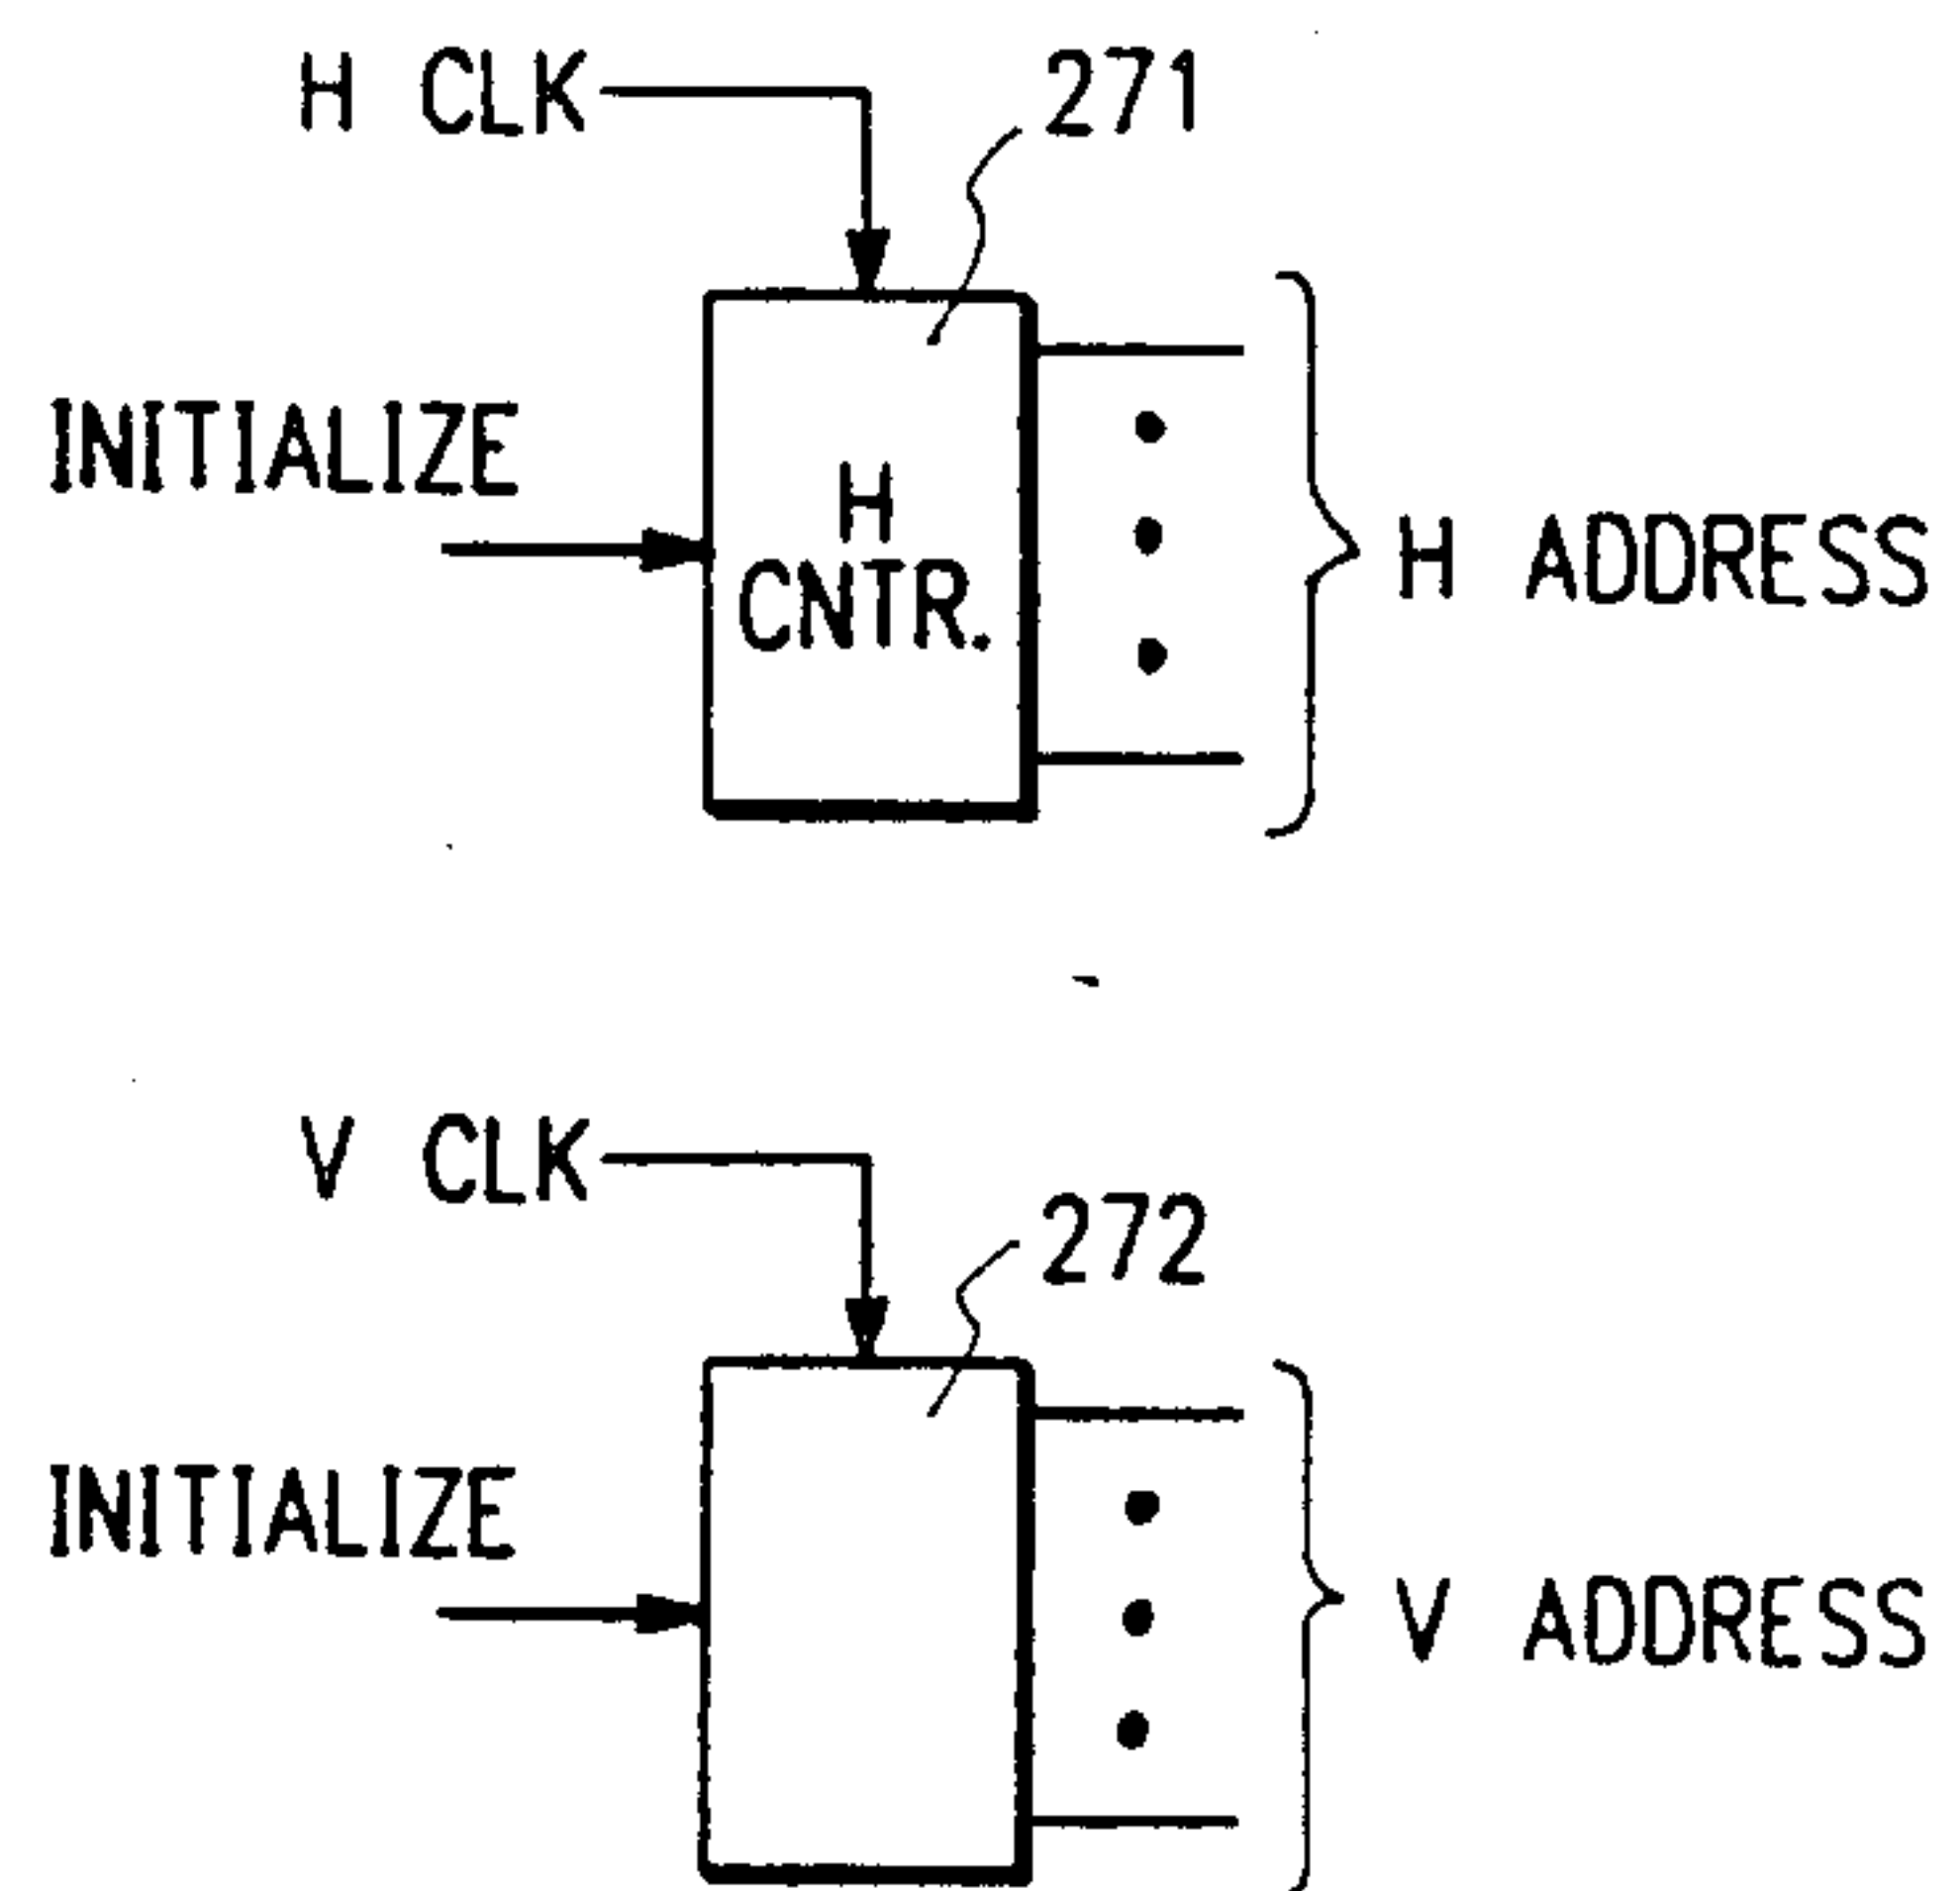 H CLK
271
INITIALIZE
H
CNTR.
H ADDRESS
V CLK
272
INITIALIZE
V ADDRESS